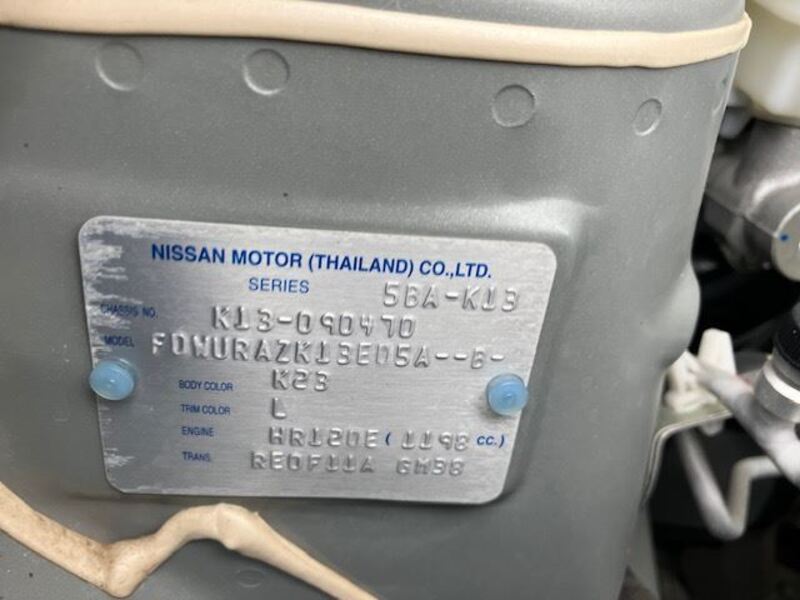 NISSAN MOTOR (THAILAND) CO.,LTD.
SERIES 5BA-K13
CHASSIS NO. K13-090470
MODEL FDWURAZK13EDSA--B-
BODY COLOR K23
TRIM COLOR L
ENGINE HR12DE ( 1198 CC.)
TRANS. RE0F11A GM38